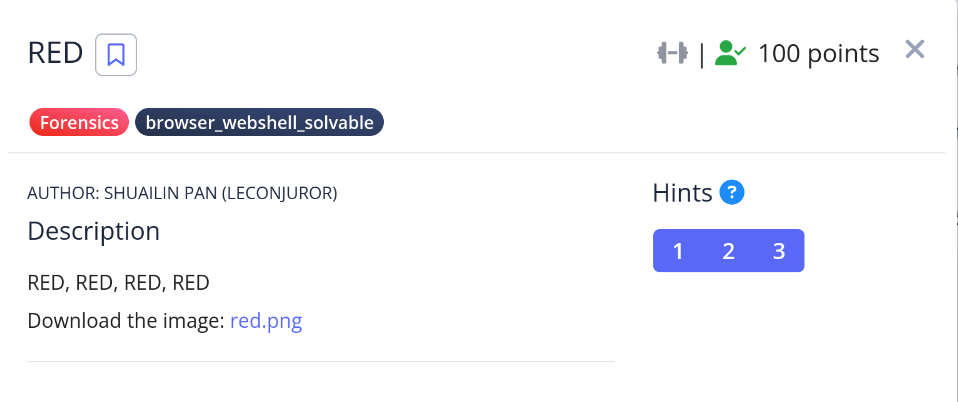 RED
| 100 points
Forensics browser_webshell_solvable
AUTHOR: SHUAILIN PAN (LECONJUROR)
Description
RED, RED, RED, RED
Download the image: red.png
Hints ?
1 2 3